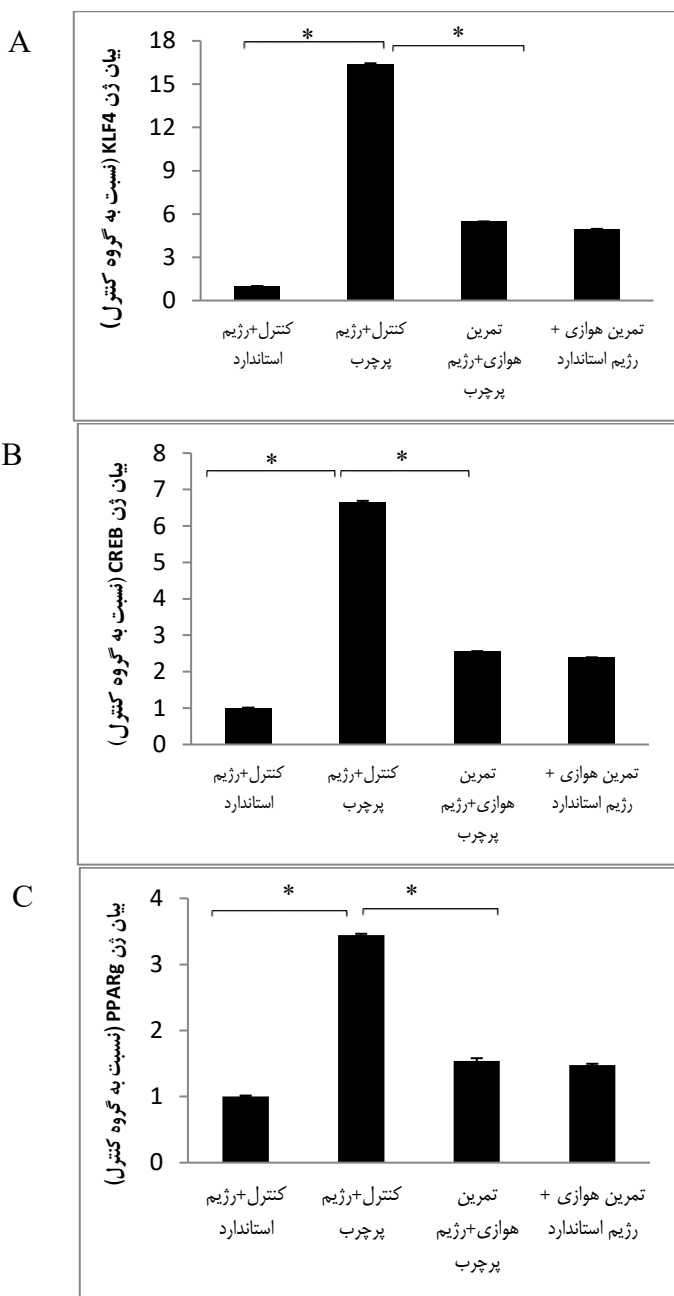 A
بیان ژن KLF4 (نسبت به گروه کنترل)
18
15
12
9
6
3
0
* *
کنترل+رژیم
استاندارد
کنترل+رژیم
پرچرب
تمرین
هوازی+رژیم
پرچرب
تمرین هوازی +
رژیم استاندارد
B
بیان ژن CREB (نسبت به گروه کنترل)
8
7
6
5
4
3
2
1
0
* *
کنترل+رژیم
استاندارد
کنترل+رژیم
پرچرب
تمرین
هوازی+رژیم
پرچرب
تمرین هوازی +
رژیم استاندارد
C
بیان ژن PPARg (نسبت به گروه کنترل)
4
3
2
1
0
* *
کنترل+رژیم
استاندارد
کنترل+رژیم
پرچرب
تمرین
هوازی+رژیم
پرچرب
تمرین هوازی +
رژیم استاندارد